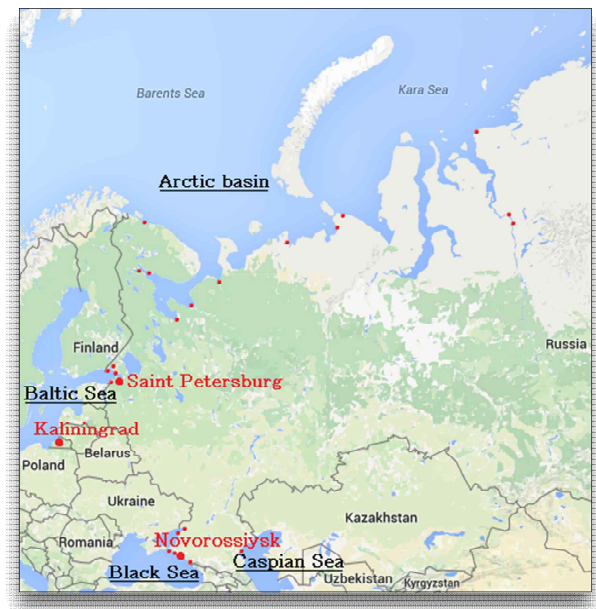 Barents Sea
Kara Sea
Arctic basin
Finland
Russia
Saint Petersburg
Baltic Sea
Kaliningrad
Belarus
Poland
Ukraine
Kazakhstan
Novorossiysk
Romania
Caspian Sea
Black Sea
Uzbekistan
Kyrgyzstan